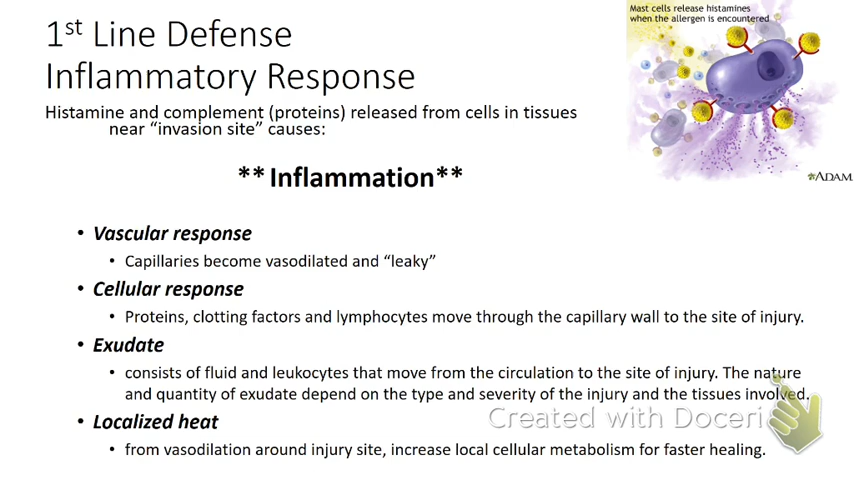 1st Line Defense
Inflammatory Response
Histamine and complement (proteins) released from cells in tissues
near “invasion site” causes:
** Inflammation**
• Vascular response
• Capillaries become vasodilated and “leaky”
• Cellular response
• Proteins, clotting factors and lymphocytes move through the capillary wall to the site of injury.
• Exudate
• consists of fluid and leukocytes that move from the circulation to the site of injury. The nature
and quantity of exudate depend on the type and severity of the injury and the tissues involved.
• Localized heat
• from vasodilation around injury site, increase local cellular metabolism for faster healing.
Mast cells release histamines
when the allergen is encountered
ADAM
Created with Doceri